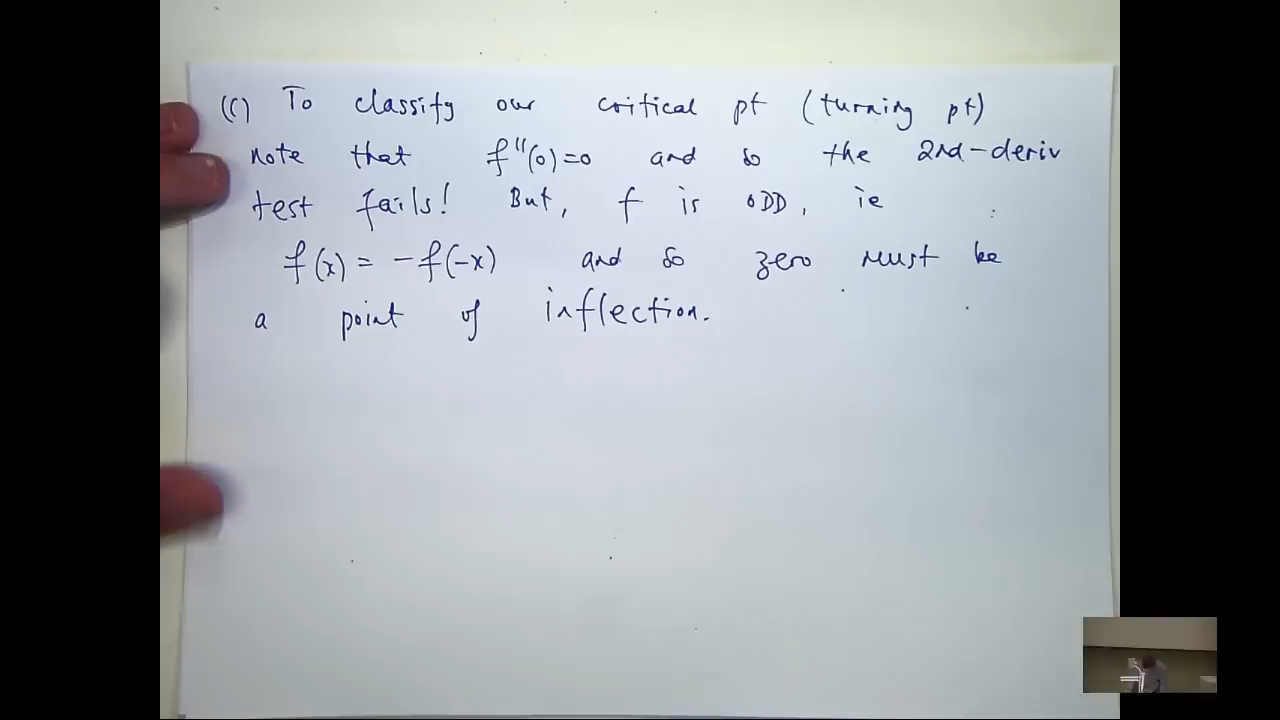 (c) To classify our critical pt (turning pt)
note that f''(0)=0 and so the 2nd-deriv
test fails! But, f is ODD, ie
f(x) = -f(-x) and so zero must be
a point of inflection.